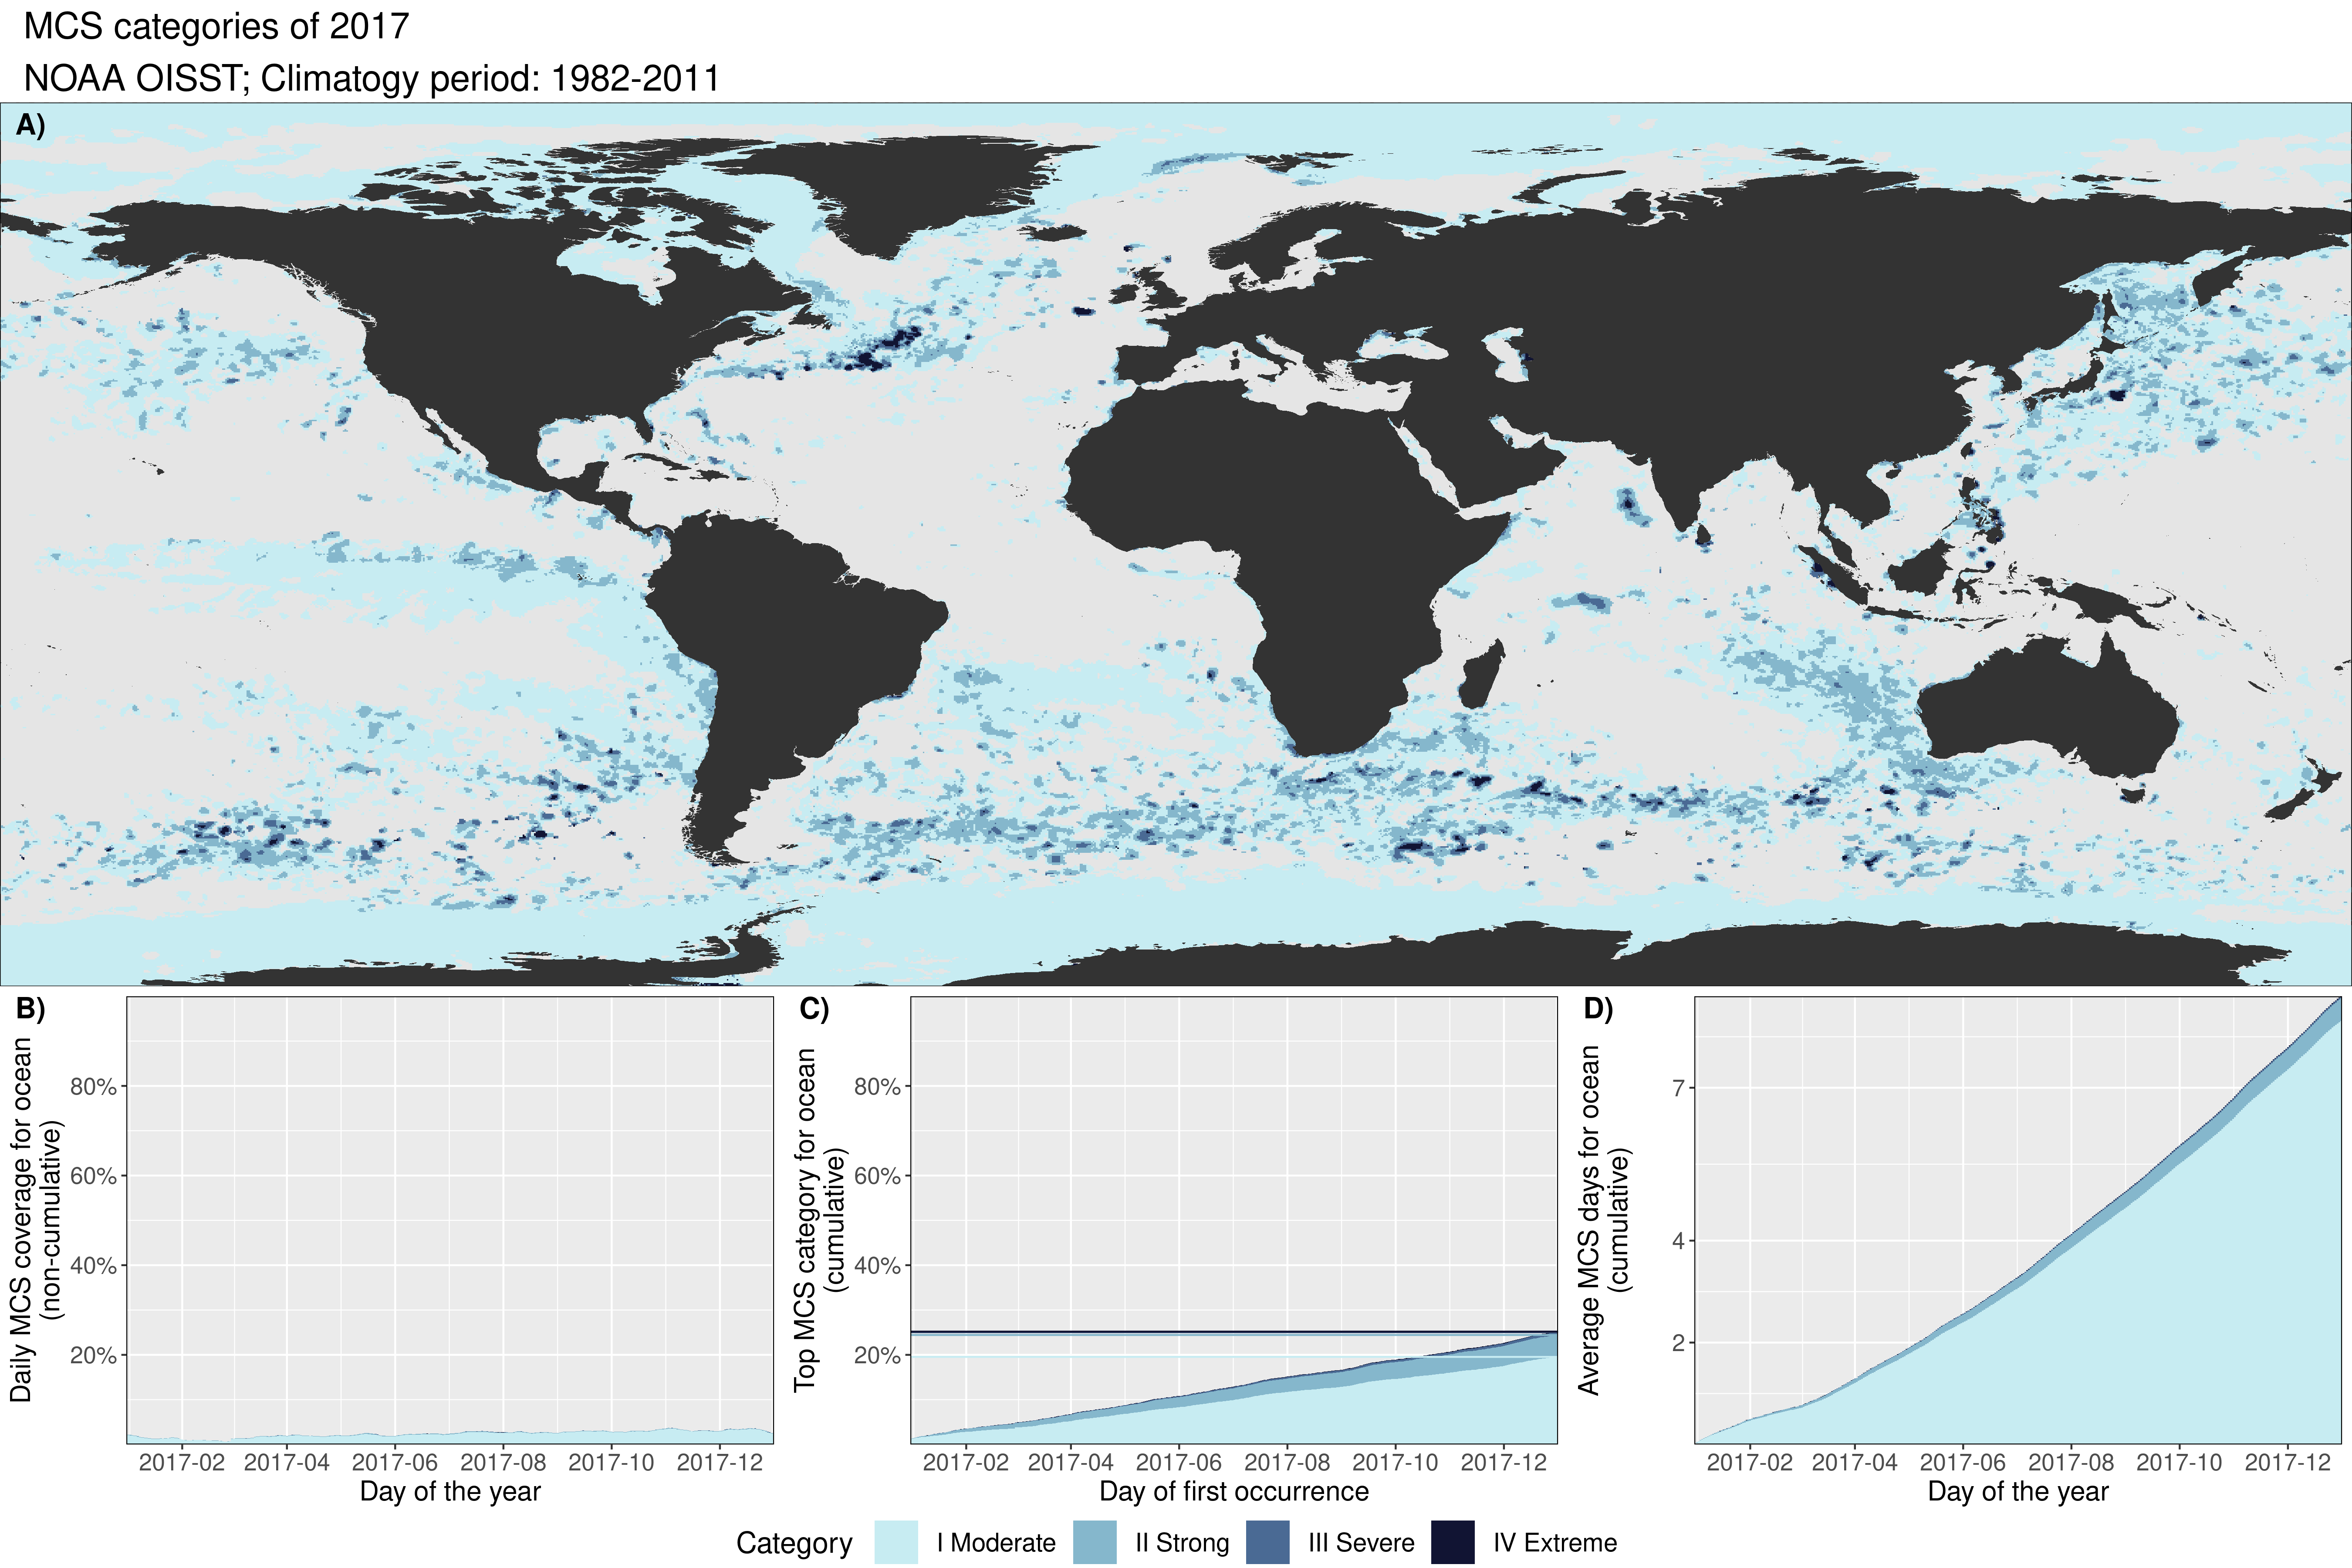 MCS categories of 2017
NOAA OISST; Climatogy period: 1982-2011
A)
B)
Daily MCS coverage for ocean
(non-cumulative)
80%
60%
40%
20%
2017-02 2017-04 2017-06 2017-08 2017-10 2017-12
Day of the year
C)
Top MCS category for ocean
(cumulative)
80%
60%
40%
20%
2017-02 2017-04 2017-06 2017-08 2017-10 2017-12
Day of first occurrence
D)
Average MCS days for ocean
(cumulative)
7
4
2
2017-02 2017-04 2017-06 2017-08 2017-10 2017-12
Day of the year
Category I Moderate II Strong III Severe IV Extreme